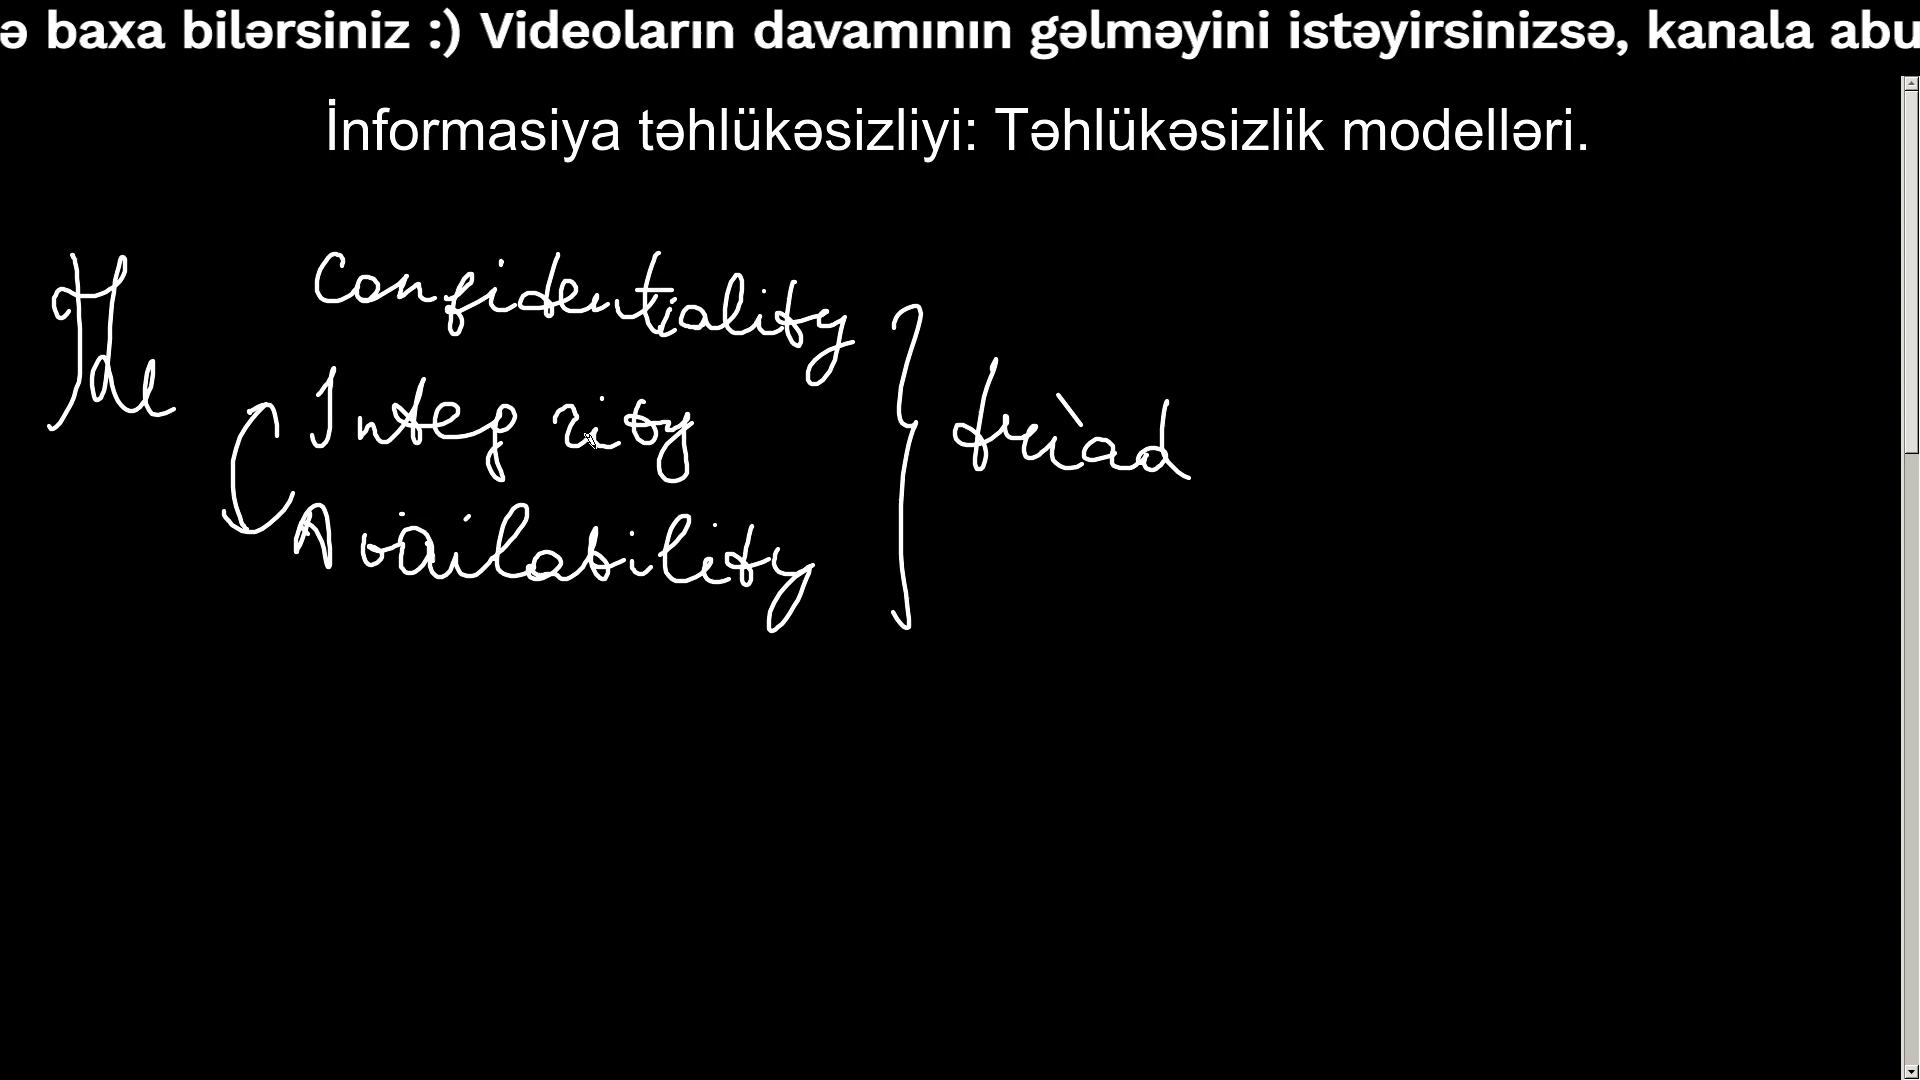 ə baxa bilərsiniz :) Videoların davamının gəlməyini istəyirsinizsə, kanala abu
İnformasiya təhlükəsizliyi: Təhlükəsizlik modelləri.
The
Confidentiality
Integrity
Availability
triad